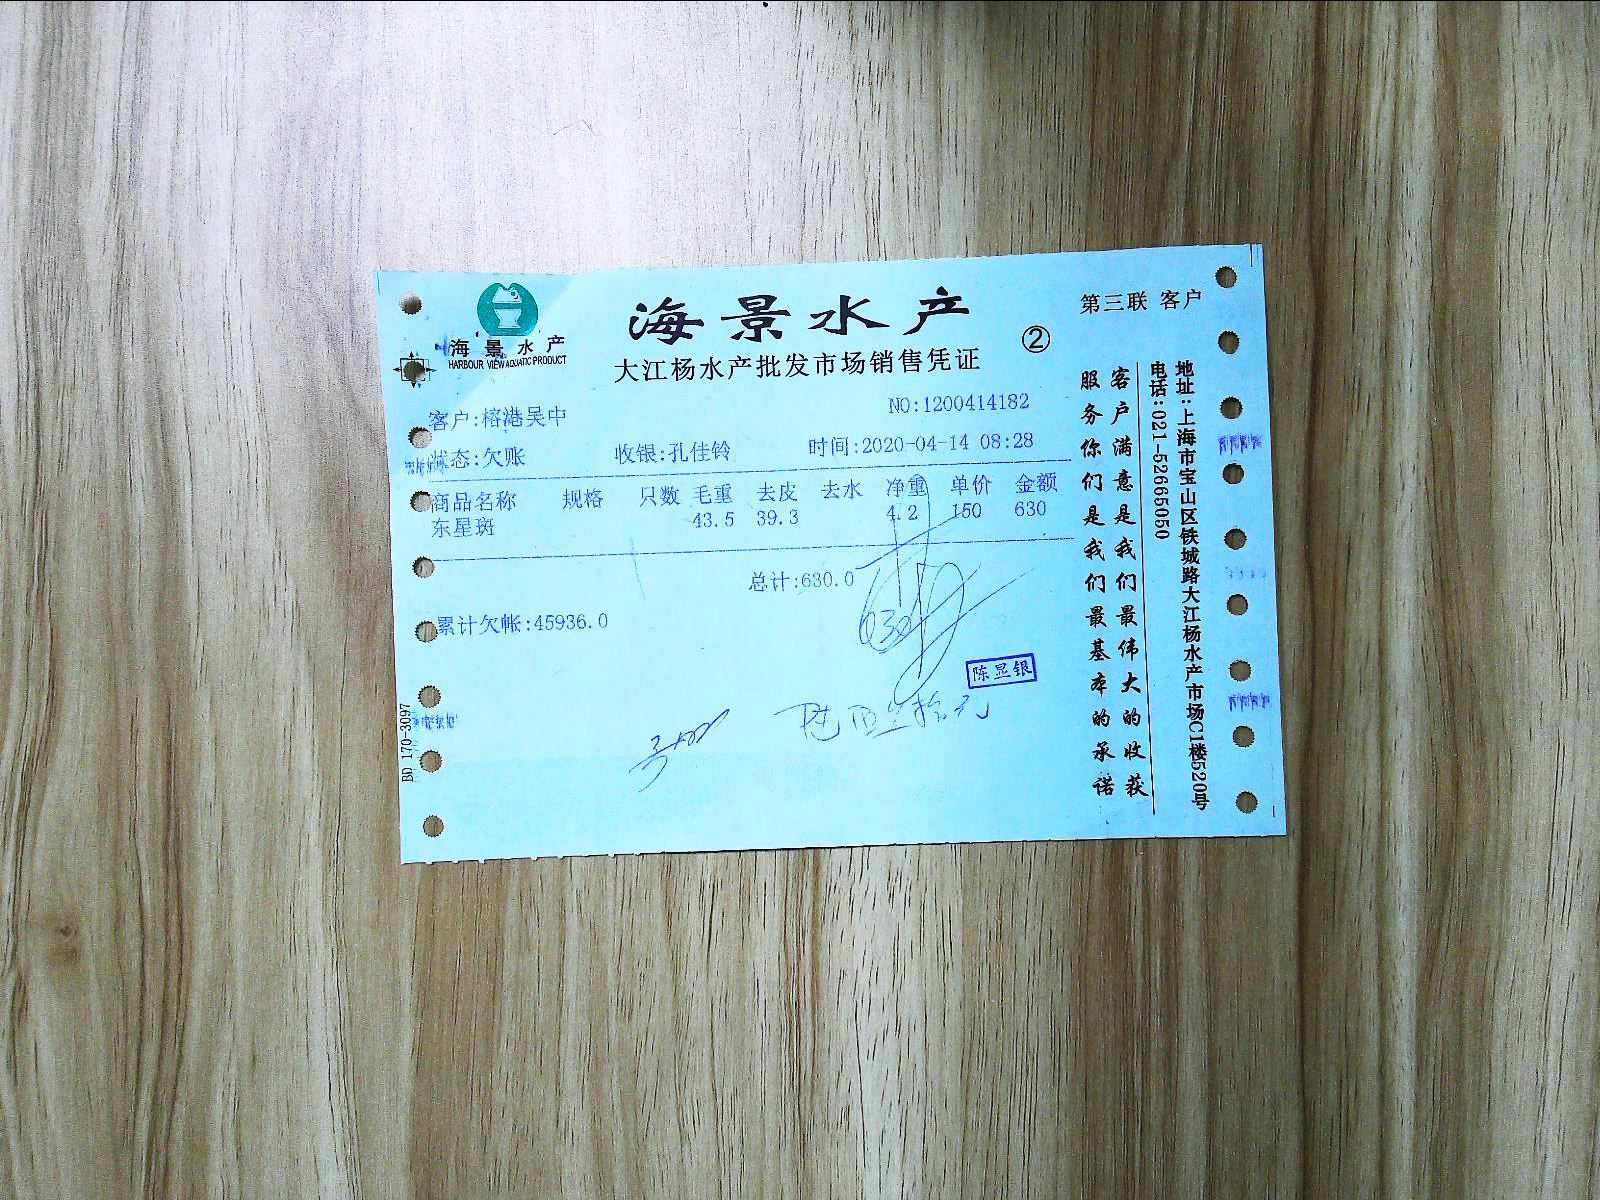 海景水产
HARBOUR VIEW AQUATIC PRODUCT
海景水产
大江杨水产批发市场销售凭证
②
第三联 客户
NO:1200414182
客户:榕港吴中
状态:欠账 收银:孔佳铃 时间:2020-04-14 08:28
商品名称 规格 只数 毛重 去皮 去水 净重 单价 金额
东星斑 43.5 39.3 4.2 150 630
总计:630.0
累计欠帐:45936.0
630
陈显银
BD 170-3097
客户满意是我们最伟大的收获
服务你们是我们最基本的承诺
地址:上海市宝山区铁城路大江杨水产市场C1楼520号
电话:021-52665050